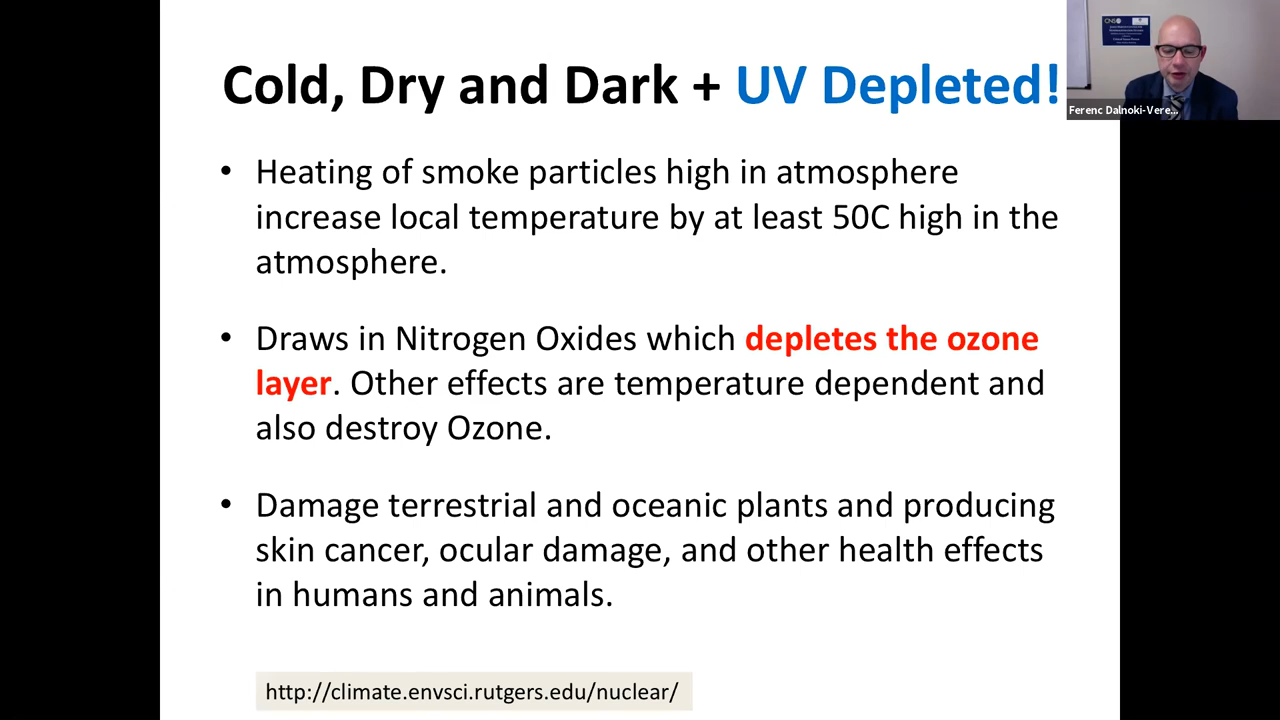 Cold, Dry and Dark + UV Depleted!
• Heating of smoke particles high in atmosphere
increase local temperature by at least 50C high in the
atmosphere.
• Draws in Nitrogen Oxides which depletes the ozone
layer. Other effects are temperature dependent and
also destroy Ozone.
• Damage terrestrial and oceanic plants and producing
skin cancer, ocular damage, and other health effects
in humans and animals.
http://climate.envsci.rutgers.edu/nuclear/
CNS
Ferenc Dalnoki-Vere...